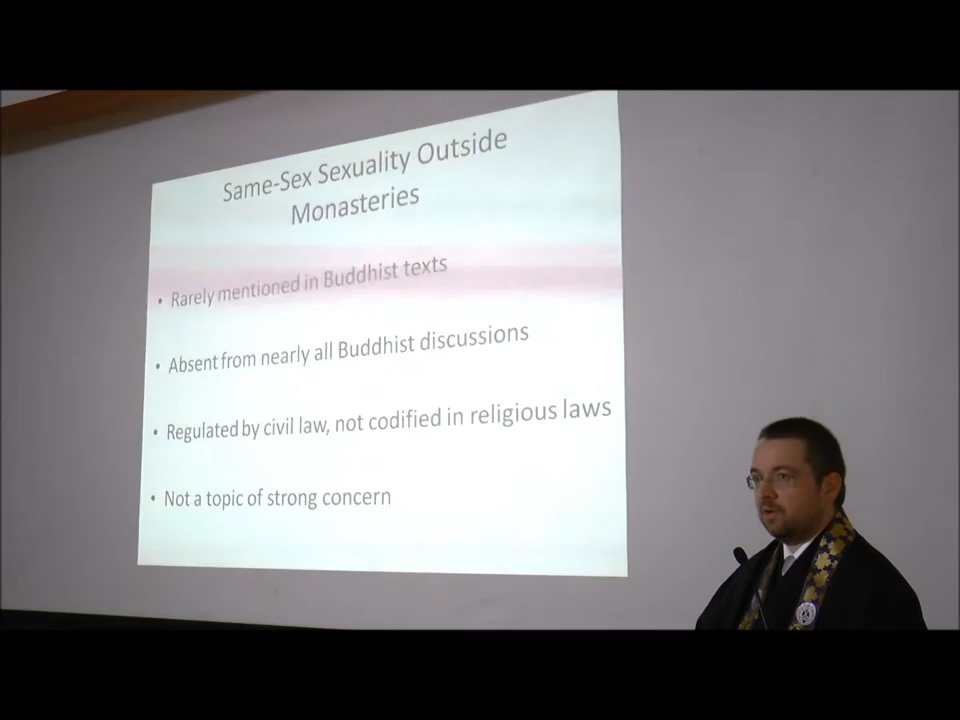 Same-Sex Sexuality Outside
Monasteries
• Rarely mentioned in Buddhist texts
• Absent from nearly all Buddhist discussions
• Regulated by civil law, not codified in religious laws
• Not a topic of strong concern